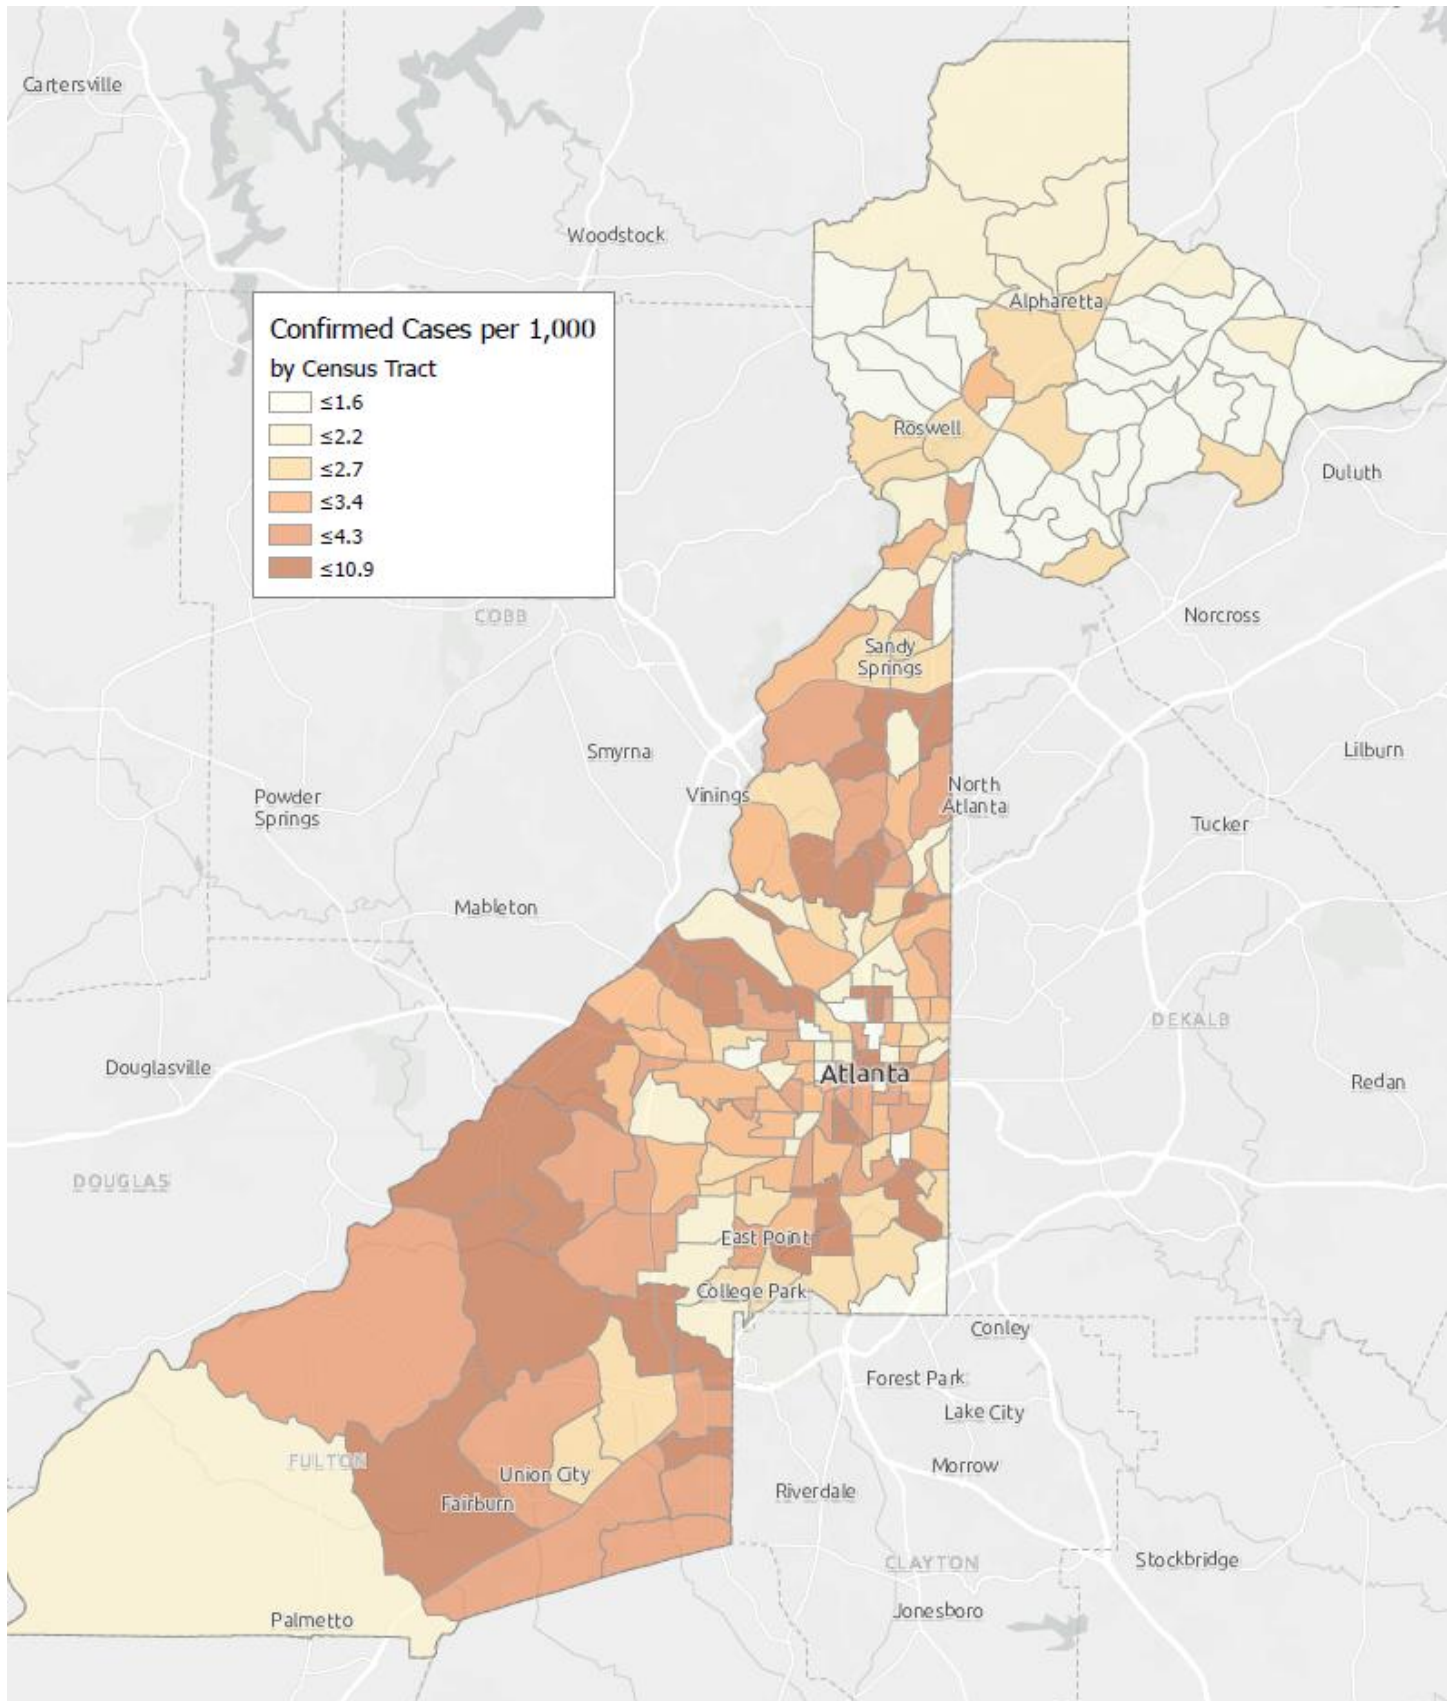 Cartersville
Woodstock
Alpharetta
Confirmed Cases per 1,000
by Census Tract
≤1.6
≤2.2
≤2.7
≤3.4
≤4.3
≤10.9
Roswell
Duluth
COBB
Norcross
Sandy
Springs
Smyrna
Lilburn
Vinings
North
Atlanta
Powder
Springs
Tucker
Mableton
DEKALB
Douglasville
Atlanta
Redan
DOUGLAS
East Point
College Park
Conley
Forest Park
Lake City
FULTON
Union City
Morrow
Riverdale
Fairburn
CLAYTON
Stockbridge
Jonesboro
Palmetto